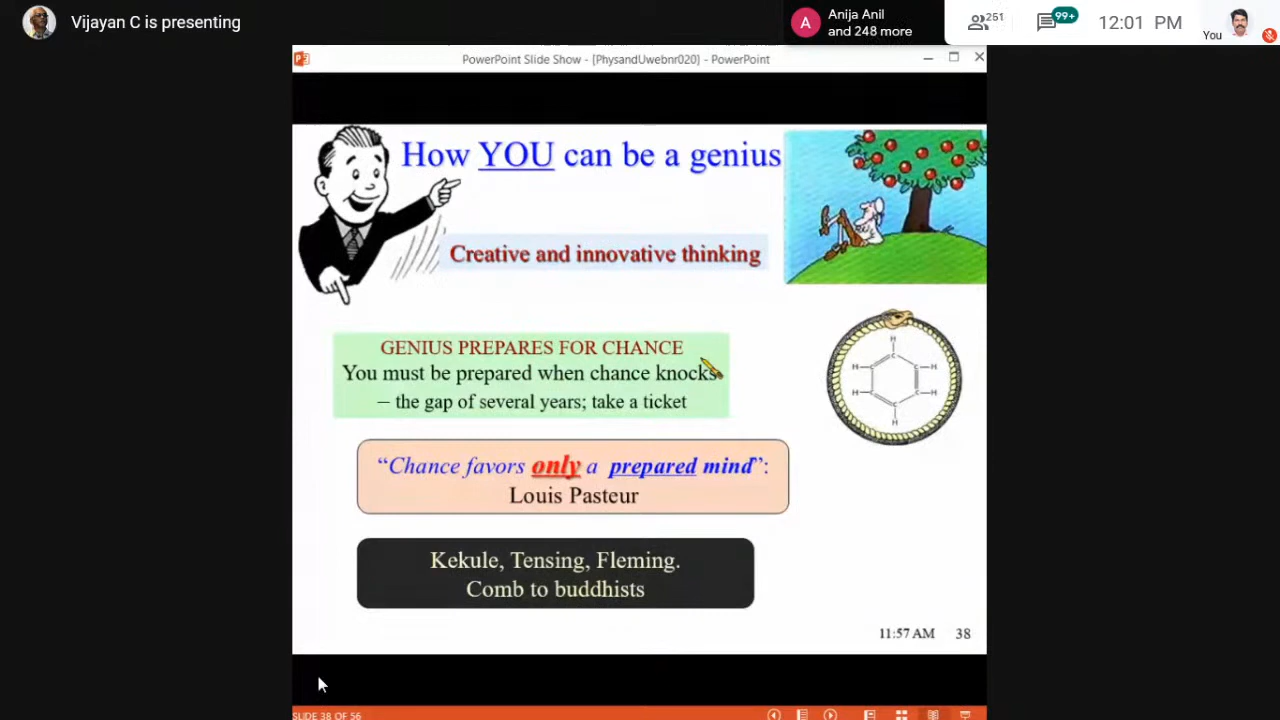 Vijayan C is presenting
A
Anija Anil
and 248 more
251
99+
12:01 PM
You
PowerPoint Slide Show - [PhysandUwebnr020] - PowerPoint
How YOU can be a genius
Creative and innovative thinking
GENIUS PREPARES FOR CHANCE
You must be prepared when chance knocks
– the gap of several years; take a ticket
H
C
H
H
H
H
C
H
“Chance favors only a prepared mind”:
Louis Pasteur
Kekule, Tensing, Fleming.
Comb to buddhists
11:57 AM 38
SLIDE 38 OF 56